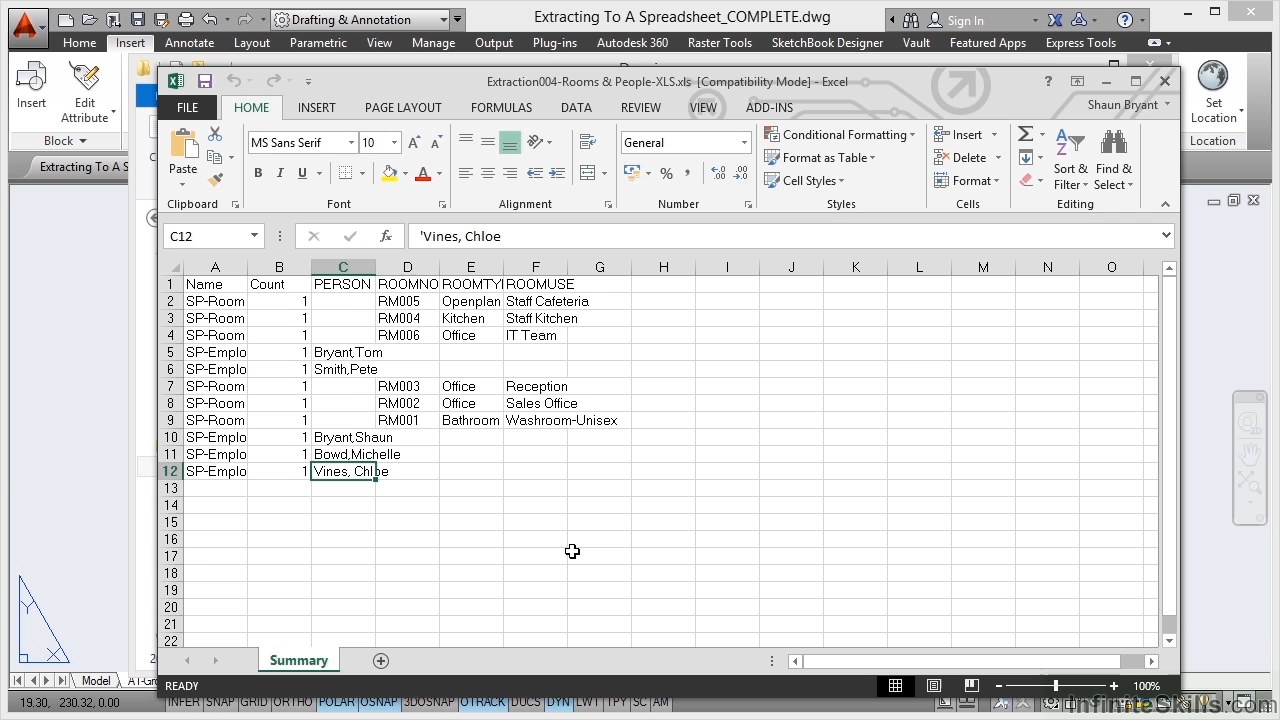 Drafting & Annotation
Extracting To A Spreadsheet_COMPLETE.dwg
Sign In
Home Insert Annotate Layout Parametric View Manage Output Plug-ins Autodesk 360 Raster Tools SketchBook Designer Vault Featured Apps Express Tools
Extraction004-Rooms & People-XLS.xls [Compatibility Mode] - Excel
Insert
Edit
Attribute
Block
Set
Location
Location
Extracting To A S
FILE HOME INSERT PAGE LAYOUT FORMULAS DATA REVIEW VIEW ADD-INS
Shaun Bryant
Paste
Clipboard
MS Sans Serif 10
B I U
Font
Alignment
General
Number
Conditional Formatting
Format as Table
Cell Styles
Styles
Insert
Delete
Format
Cells
Sort &
Filter
Find &
Select
Editing
C12
'Vines, Chloe
A B C D E F G H I J K L M N O
1 Name Count PERSON ROOMNO ROOMTY ROOMUSE
2 SP-Room 1 RM005 Openplan Staff Cafeteria
3 SP-Room 1 RM004 Kitchen Staff Kitchen
4 SP-Room 1 RM006 Office IT Team
5 SP-Emplo 1 Bryant,Tom
6 SP-Emplo 1 Smith,Pete
7 SP-Room 1 RM003 Office Reception
8 SP-Room 1 RM002 Office Sales Office
9 SP-Room 1 RM001 Bathroom Washroom-Unisex
10 SP-Emplo 1 Bryant,Shaun
11 SP-Emplo 1 Bowd,Michelle
12 SP-Emplo 1 Vines, Chloe
13
14
15
16
17
18
19
20
21
22
Y
X
Summary
Model
A1-Gro
READY
100%
19.30, 230.32, 0.00
INFER SNAP GRID ORTHO POLAR OSNAP 3DOSNAP OTRACK DUCS DYN LWT TPY SC AM
InfiniteSkills.com